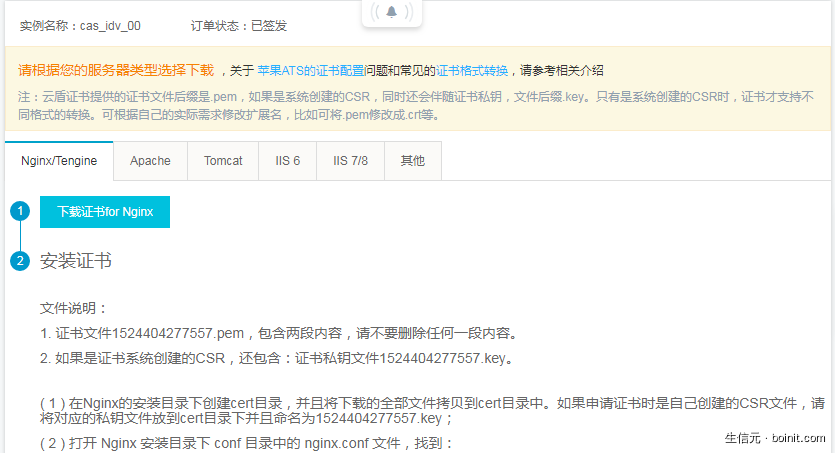 实例名称：cas_idv_00 订单状态：已签发
请根据您的服务器类型选择下载 ，关于 苹果ATS的证书配置问题和常见的证书格式转换，请参考相关介绍
注：云盾证书提供的证书文件后缀是.pem，如果是系统创建的CSR，同时还会伴随证书私钥，文件后缀.key。只有是系统创建的CSR时，证书才支持不
同格式的转换。可根据自己的实际需求修改扩展名，比如可将.pem修改成.crt等。
Nginx/Tengine Apache Tomcat IIS 6 IIS 7/8 其他
1 下载证书for Nginx
2 安装证书
文件说明：
1. 证书文件1524404277557.pem，包含两段内容，请不要删除任何一段内容。
2. 如果是证书系统创建的CSR，还包含：证书私钥文件1524404277557.key。
( 1 ) 在Nginx的安装目录下创建cert目录，并且将下载的全部文件拷贝到cert目录中。如果申请证书时是自己创建的CSR文件，请
将对应的私钥文件放到cert目录下并且命名为1524404277557.key；
( 2 ) 打开 Nginx 安装目录下 conf 目录中的 nginx.conf 文件，找到：
生信元 · boinit.com